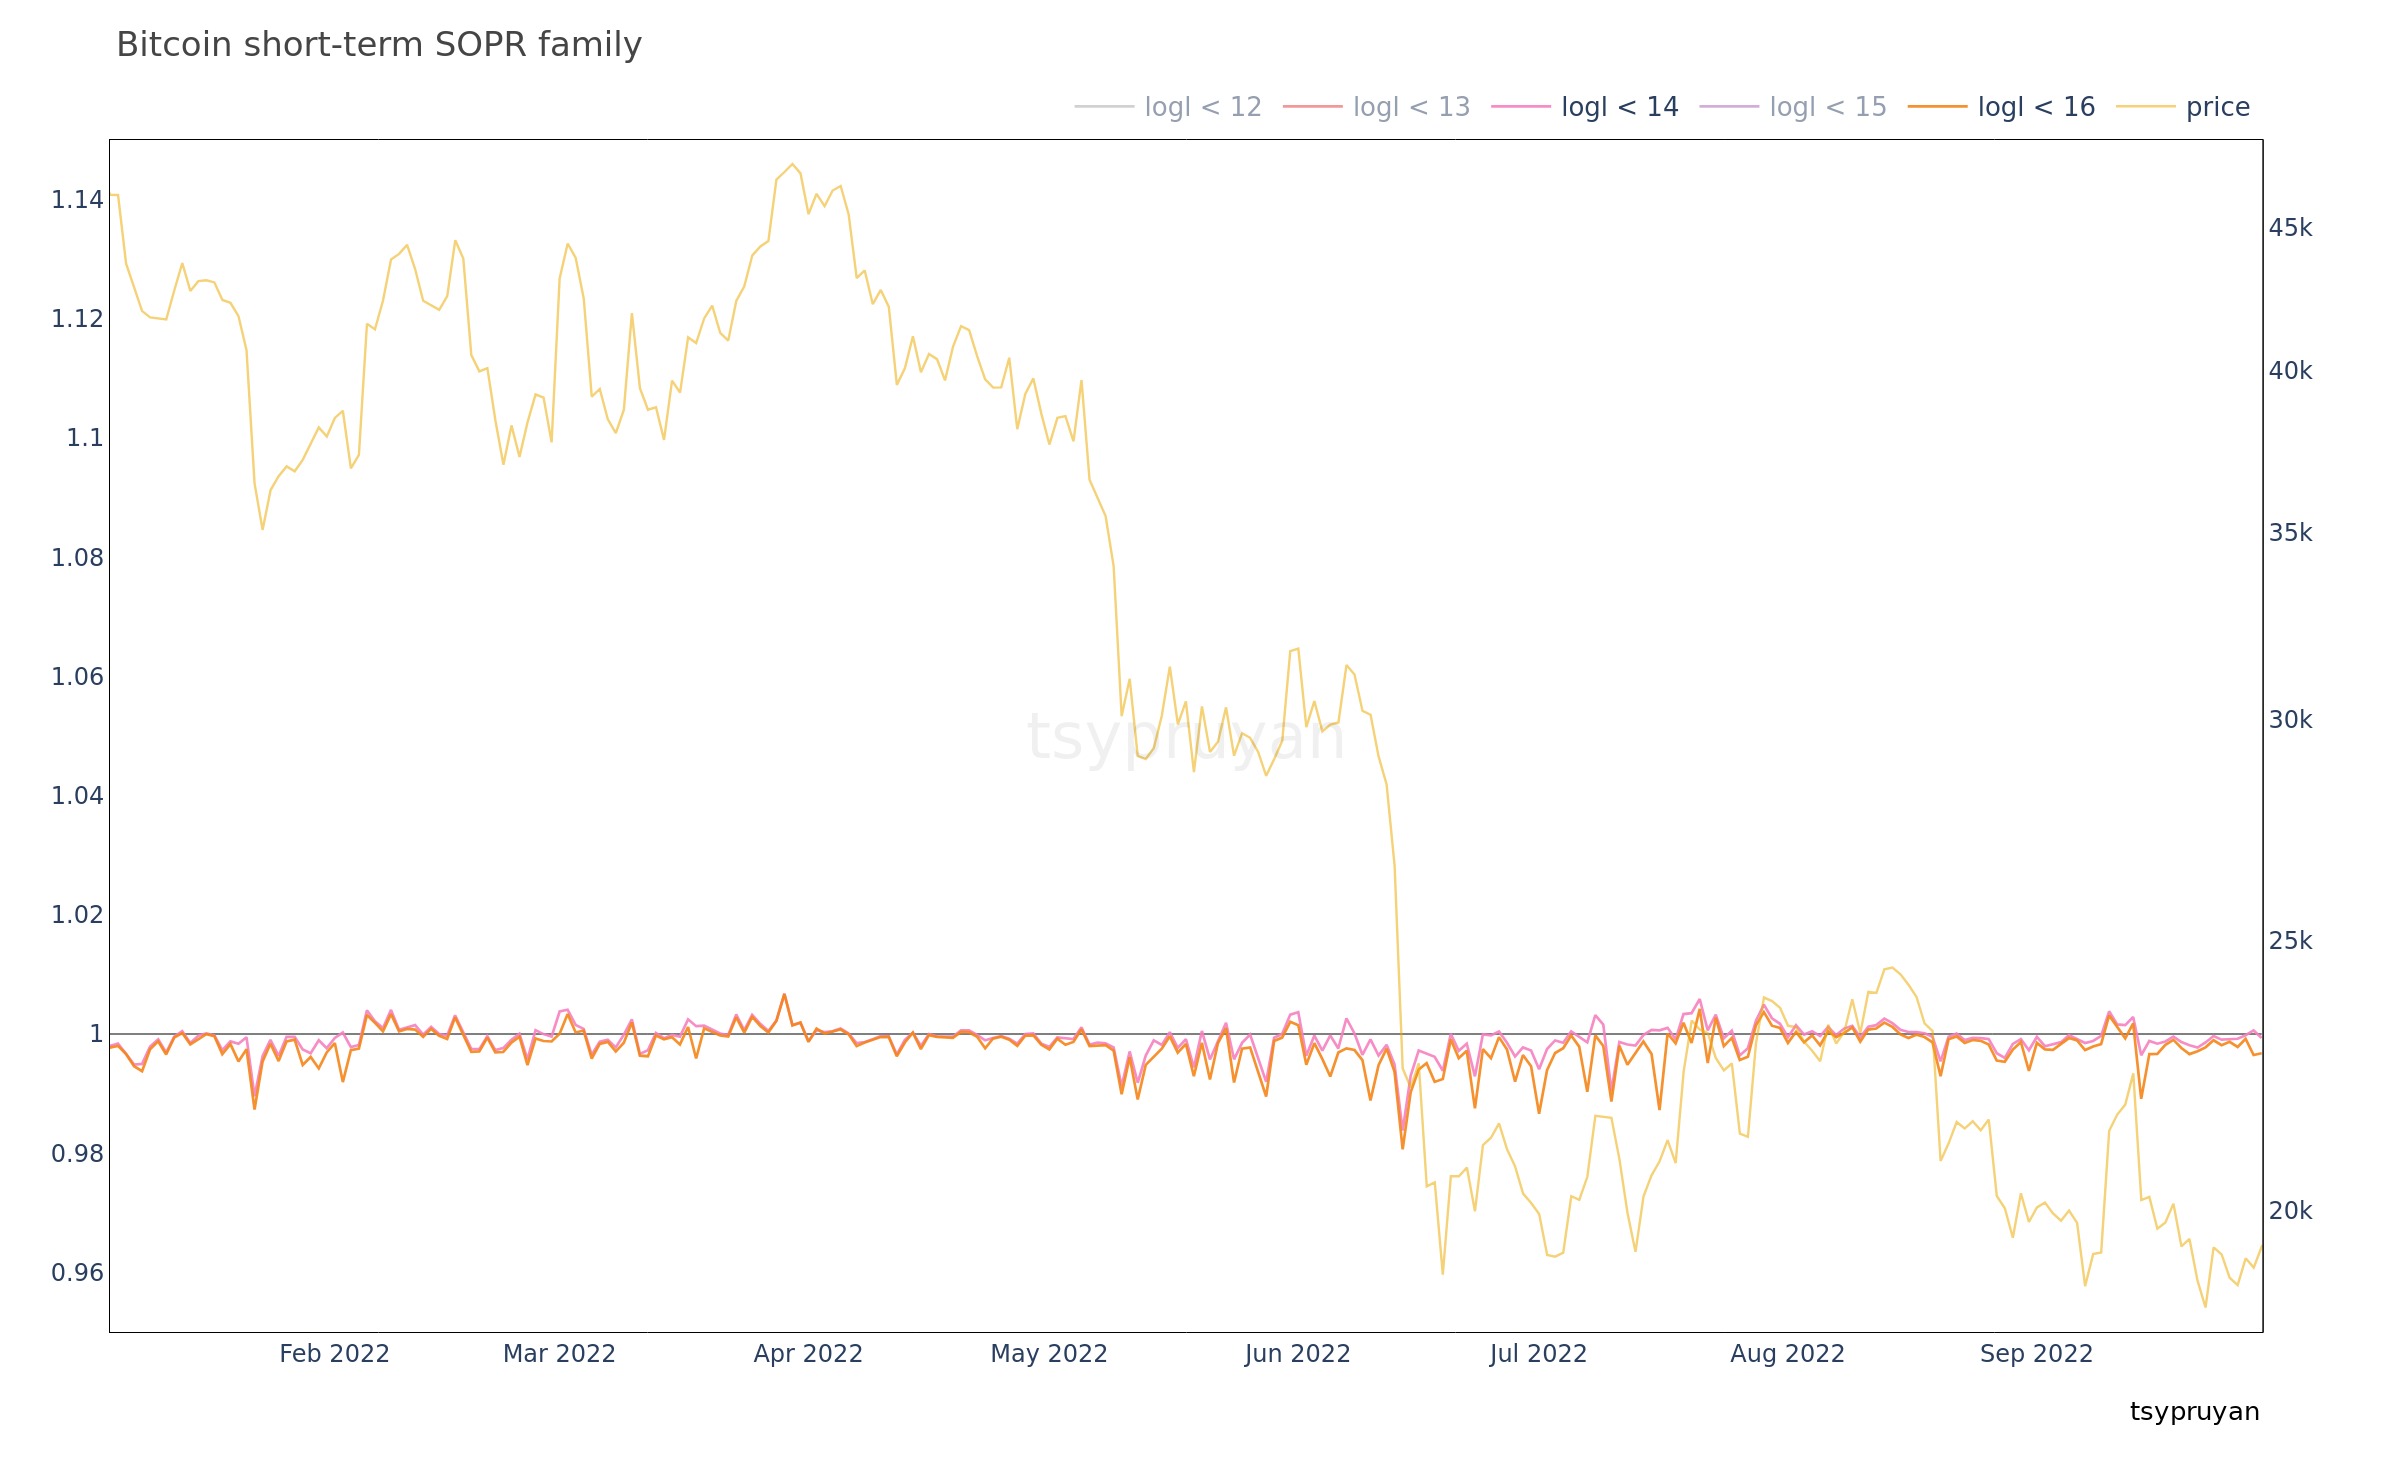 Bitcoin short-term SOPR family
logl < 12 logl < 13 logl < 14 logl < 15 logl < 16 price
1.14
1.12
1.1
1.08
1.06
1.04
1.02
1
0.98
0.96
45k
40k
35k
30k
25k
20k
tsypruyan
Feb 2022 Mar 2022 Apr 2022 May 2022 Jun 2022 Jul 2022 Aug 2022 Sep 2022
tsypruyan